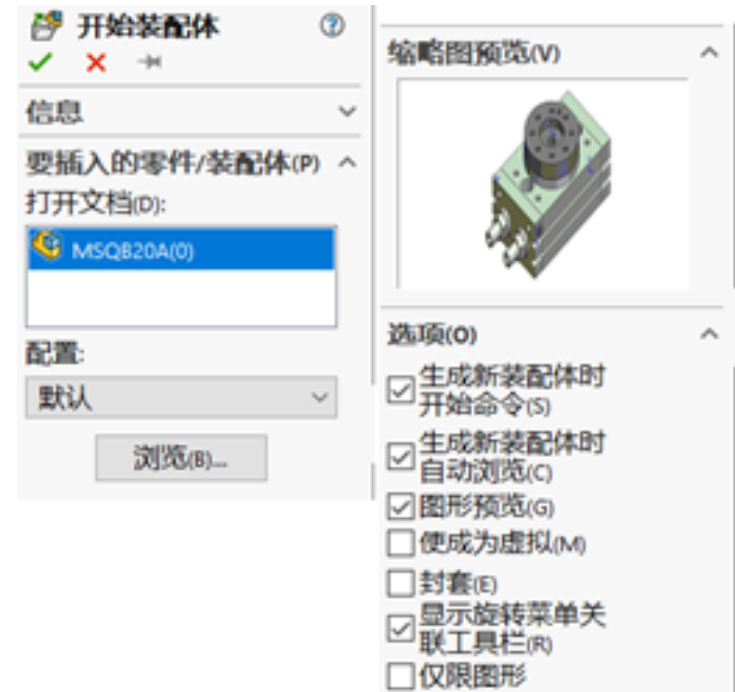 开始装配体
信息
要插入的零件/装配体(P)
打开文档(D):
MSQB20A(0)
配置:
默认
浏览(B)...
缩略图预览(V)
选项(O)
生成新装配体时
开始命令(S)
生成新装配体时
自动浏览(C)
图形预览(G)
使成为虚拟(M)
封套(E)
显示旋转菜单关
联工具栏(R)
仅限图形